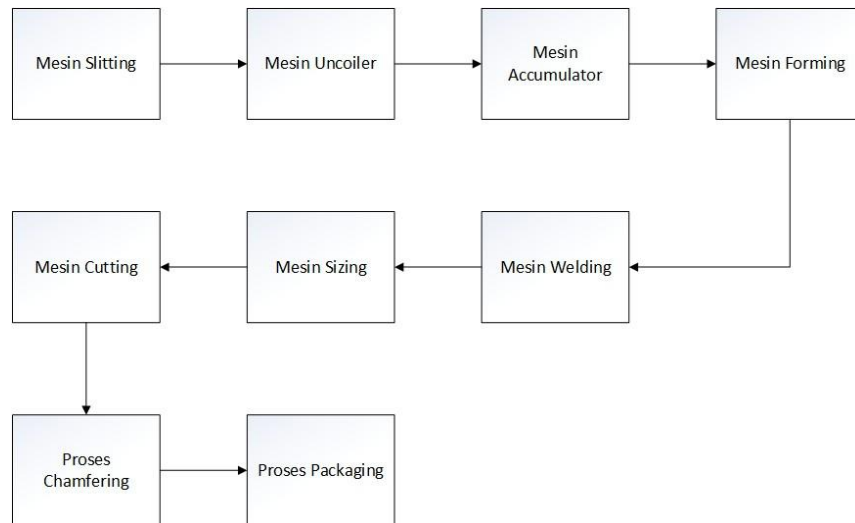 Mesin Slitting
Mesin Uncoiler
Mesin
Accumulator
Mesin Forming
Mesin Cutting
Mesin Sizing
Mesin Welding
Proses
Chamfering
Proses Packaging